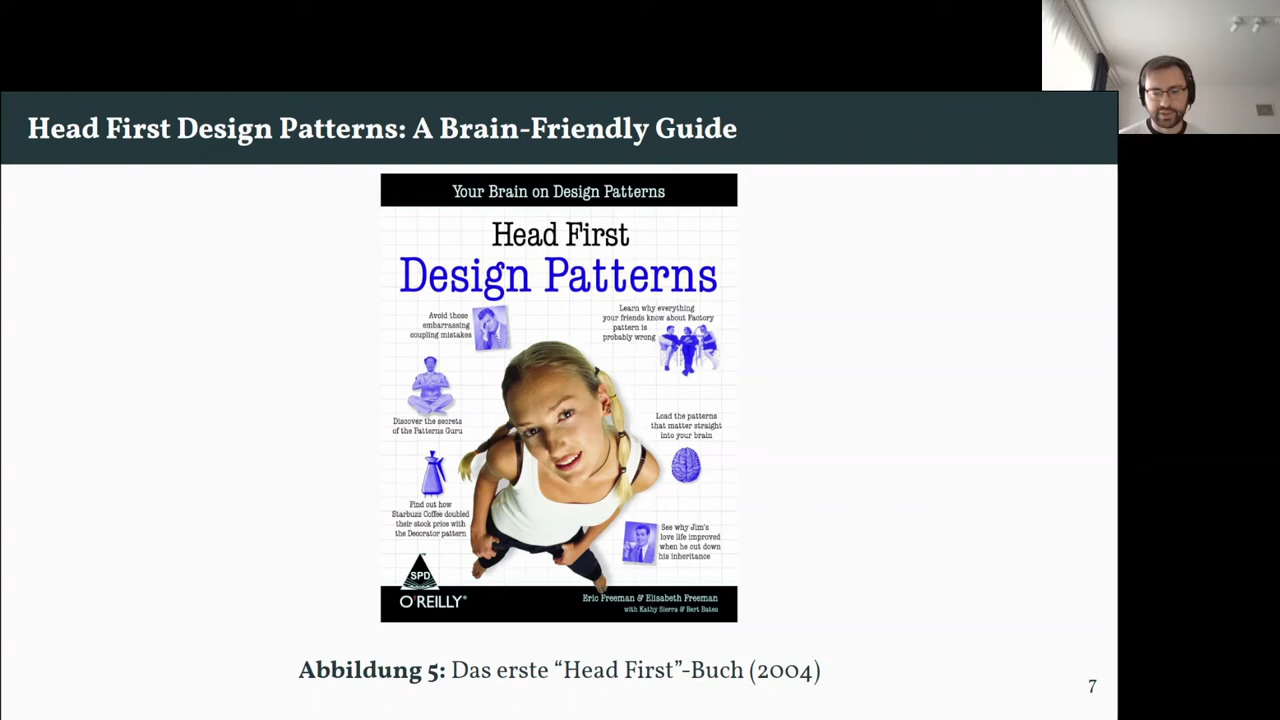 Head First Design Patterns: A Brain-Friendly Guide
Your Brain on Design Patterns
Head First
Design Patterns
Avoid those
embarrassing
coupling mistakes
Learn why everything
your friends know about Factory
pattern is
probably wrong
Discover the secrets
of the Patterns Guru
Load the patterns
that matter straight
into your brain
Find out how
Starbuzz Coffee doubled
their stock price with
the Decorator pattern
See why Jim's
love life improved
when he cut down
his inheritance
SPD
O'REILLY®
Eric Freeman & Elisabeth Freeman
with Kathy Sierra & Bert Bates
Abbildung 5: Das erste “Head First”-Buch (2004)
7